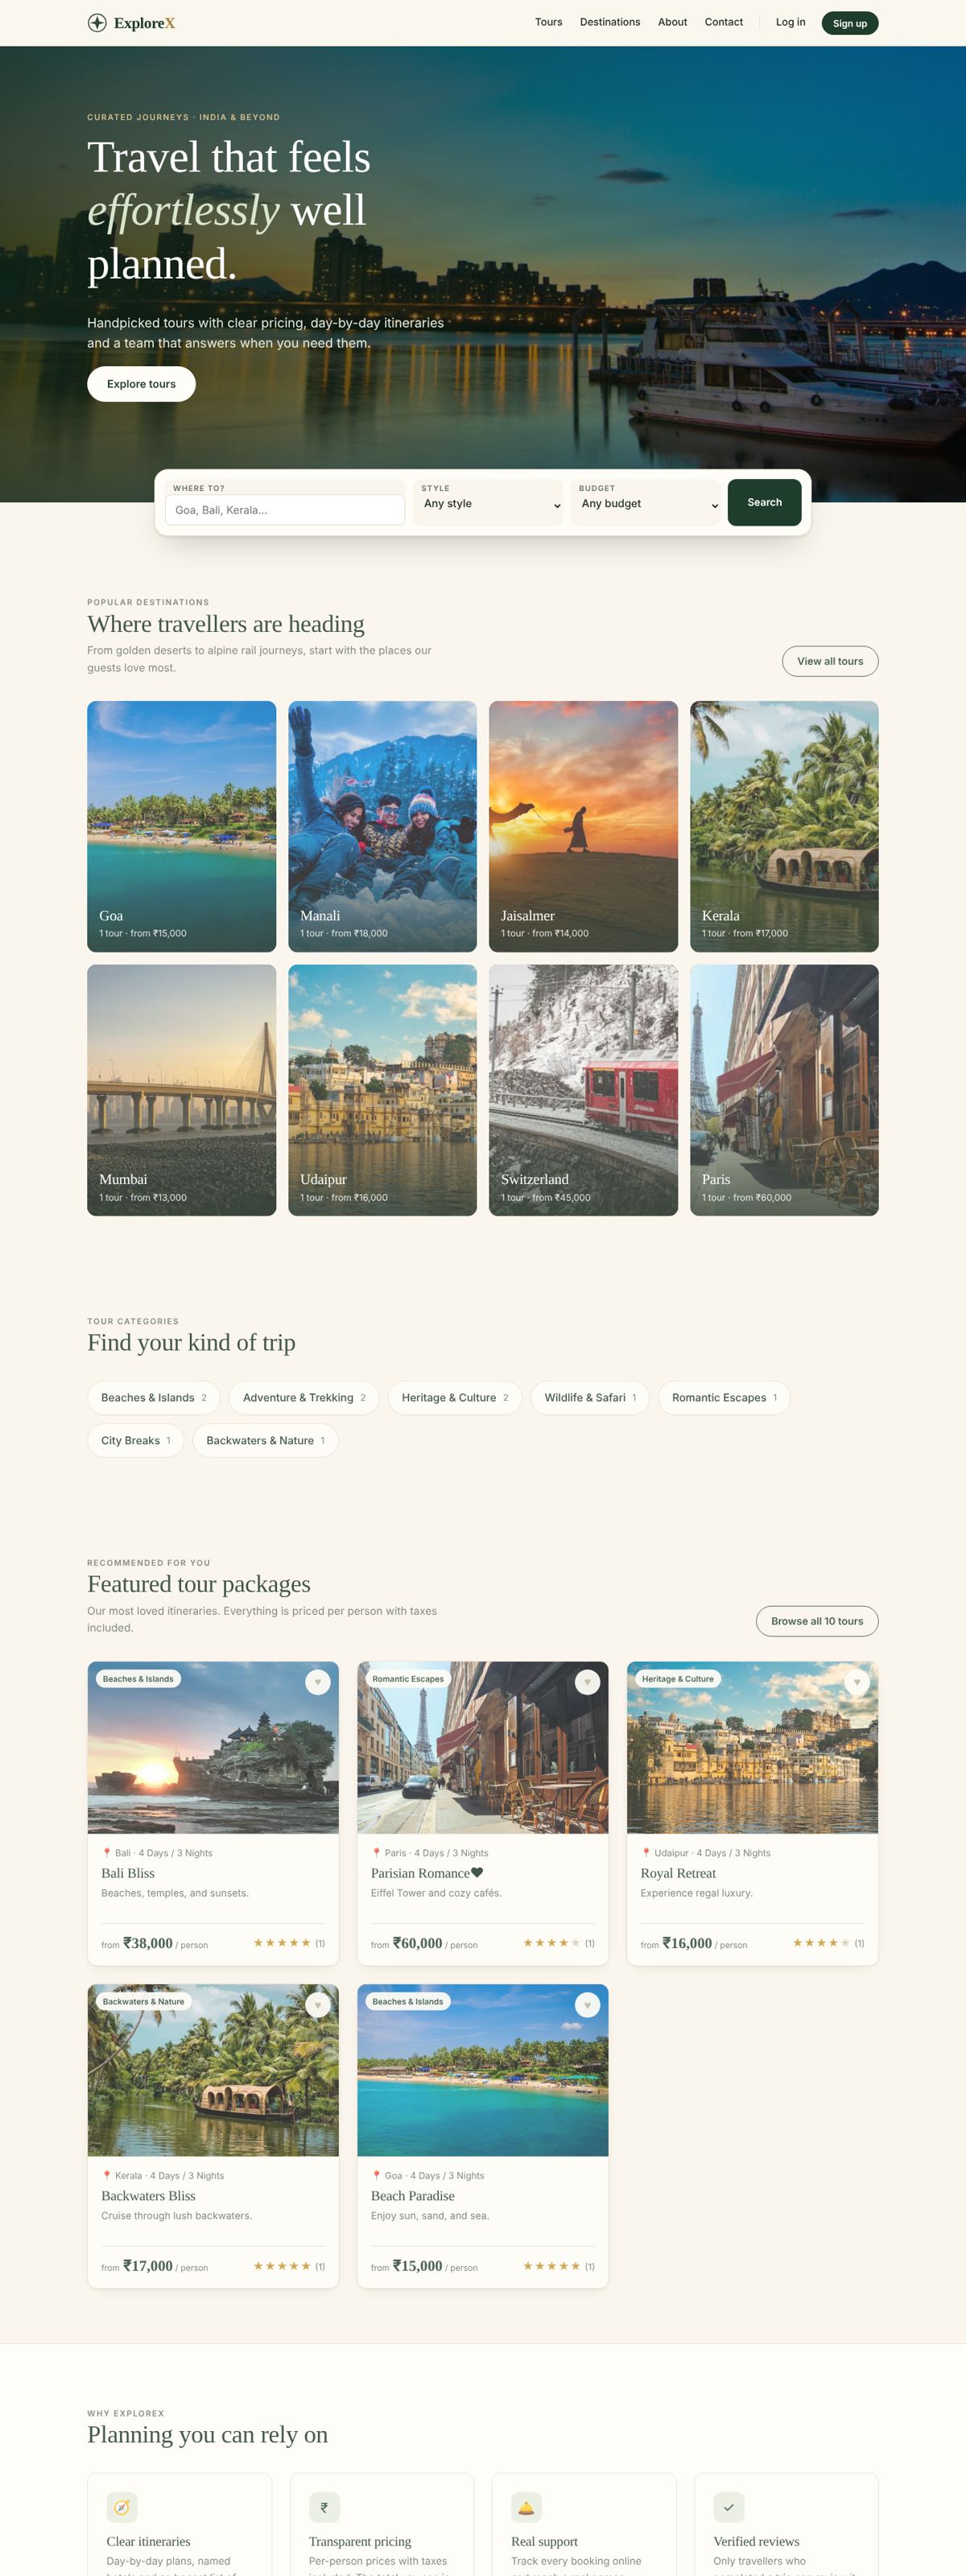 ExploreX
Tours Destinations About Contact Log in Sign up
CURATED JOURNEYS · INDIA & BEYOND
Travel that feels
effortlessly well
planned.
Handpicked tours with clear pricing, day-by-day itineraries
and a team that answers when you need them.
Explore tours
WHERE TO?
Goa, Bali, Kerala...
STYLE
Any style
BUDGET
Any budget
Search
POPULAR DESTINATIONS
Where travellers are heading
From golden deserts to alpine rail journeys, start with the places our
guests love most.
View all tours
Goa
1 tour · from ₹15,000
Manali
1 tour · from ₹18,000
Jaisalmer
1 tour · from ₹14,000
Kerala
1 tour · from ₹17,000
Mumbai
1 tour · from ₹13,000
Udaipur
1 tour · from ₹16,000
Switzerland
1 tour · from ₹45,000
Paris
1 tour · from ₹60,000
TOUR CATEGORIES
Find your kind of trip
Beaches & Islands 2
Adventure & Trekking 2
Heritage & Culture 2
Wildlife & Safari 1
Romantic Escapes 1
City Breaks 1
Backwaters & Nature 1
RECOMMENDED FOR YOU
Featured tour packages
Our most loved itineraries. Everything is priced per person with taxes
included.
Browse all 10 tours
Beaches & Islands
📍 Bali · 4 Days / 3 Nights
Bali Bliss
Beaches, temples, and sunsets.
from ₹38,000 / person ★★★★★ (1)
Romantic Escapes
📍 Paris · 4 Days / 3 Nights
Parisian Romance♥
Eiffel Tower and cozy cafés.
from ₹60,000 / person ★★★★★ (1)
Heritage & Culture
📍 Udaipur · 4 Days / 3 Nights
Royal Retreat
Experience regal luxury.
from ₹16,000 / person ★★★★★ (1)
Backwaters & Nature
📍 Kerala · 4 Days / 3 Nights
Backwaters Bliss
Cruise through lush backwaters.
from ₹17,000 / person ★★★★★ (1)
Beaches & Islands
📍 Goa · 4 Days / 3 Nights
Beach Paradise
Enjoy sun, sand, and sea.
from ₹15,000 / person ★★★★★ (1)
WHY EXPLOREX
Planning you can rely on
Clear itineraries
Day-by-day plans, named
₹
Transparent pricing
Per-person prices with taxes
Real support
Track every booking online
✓
Verified reviews
Only travellers who